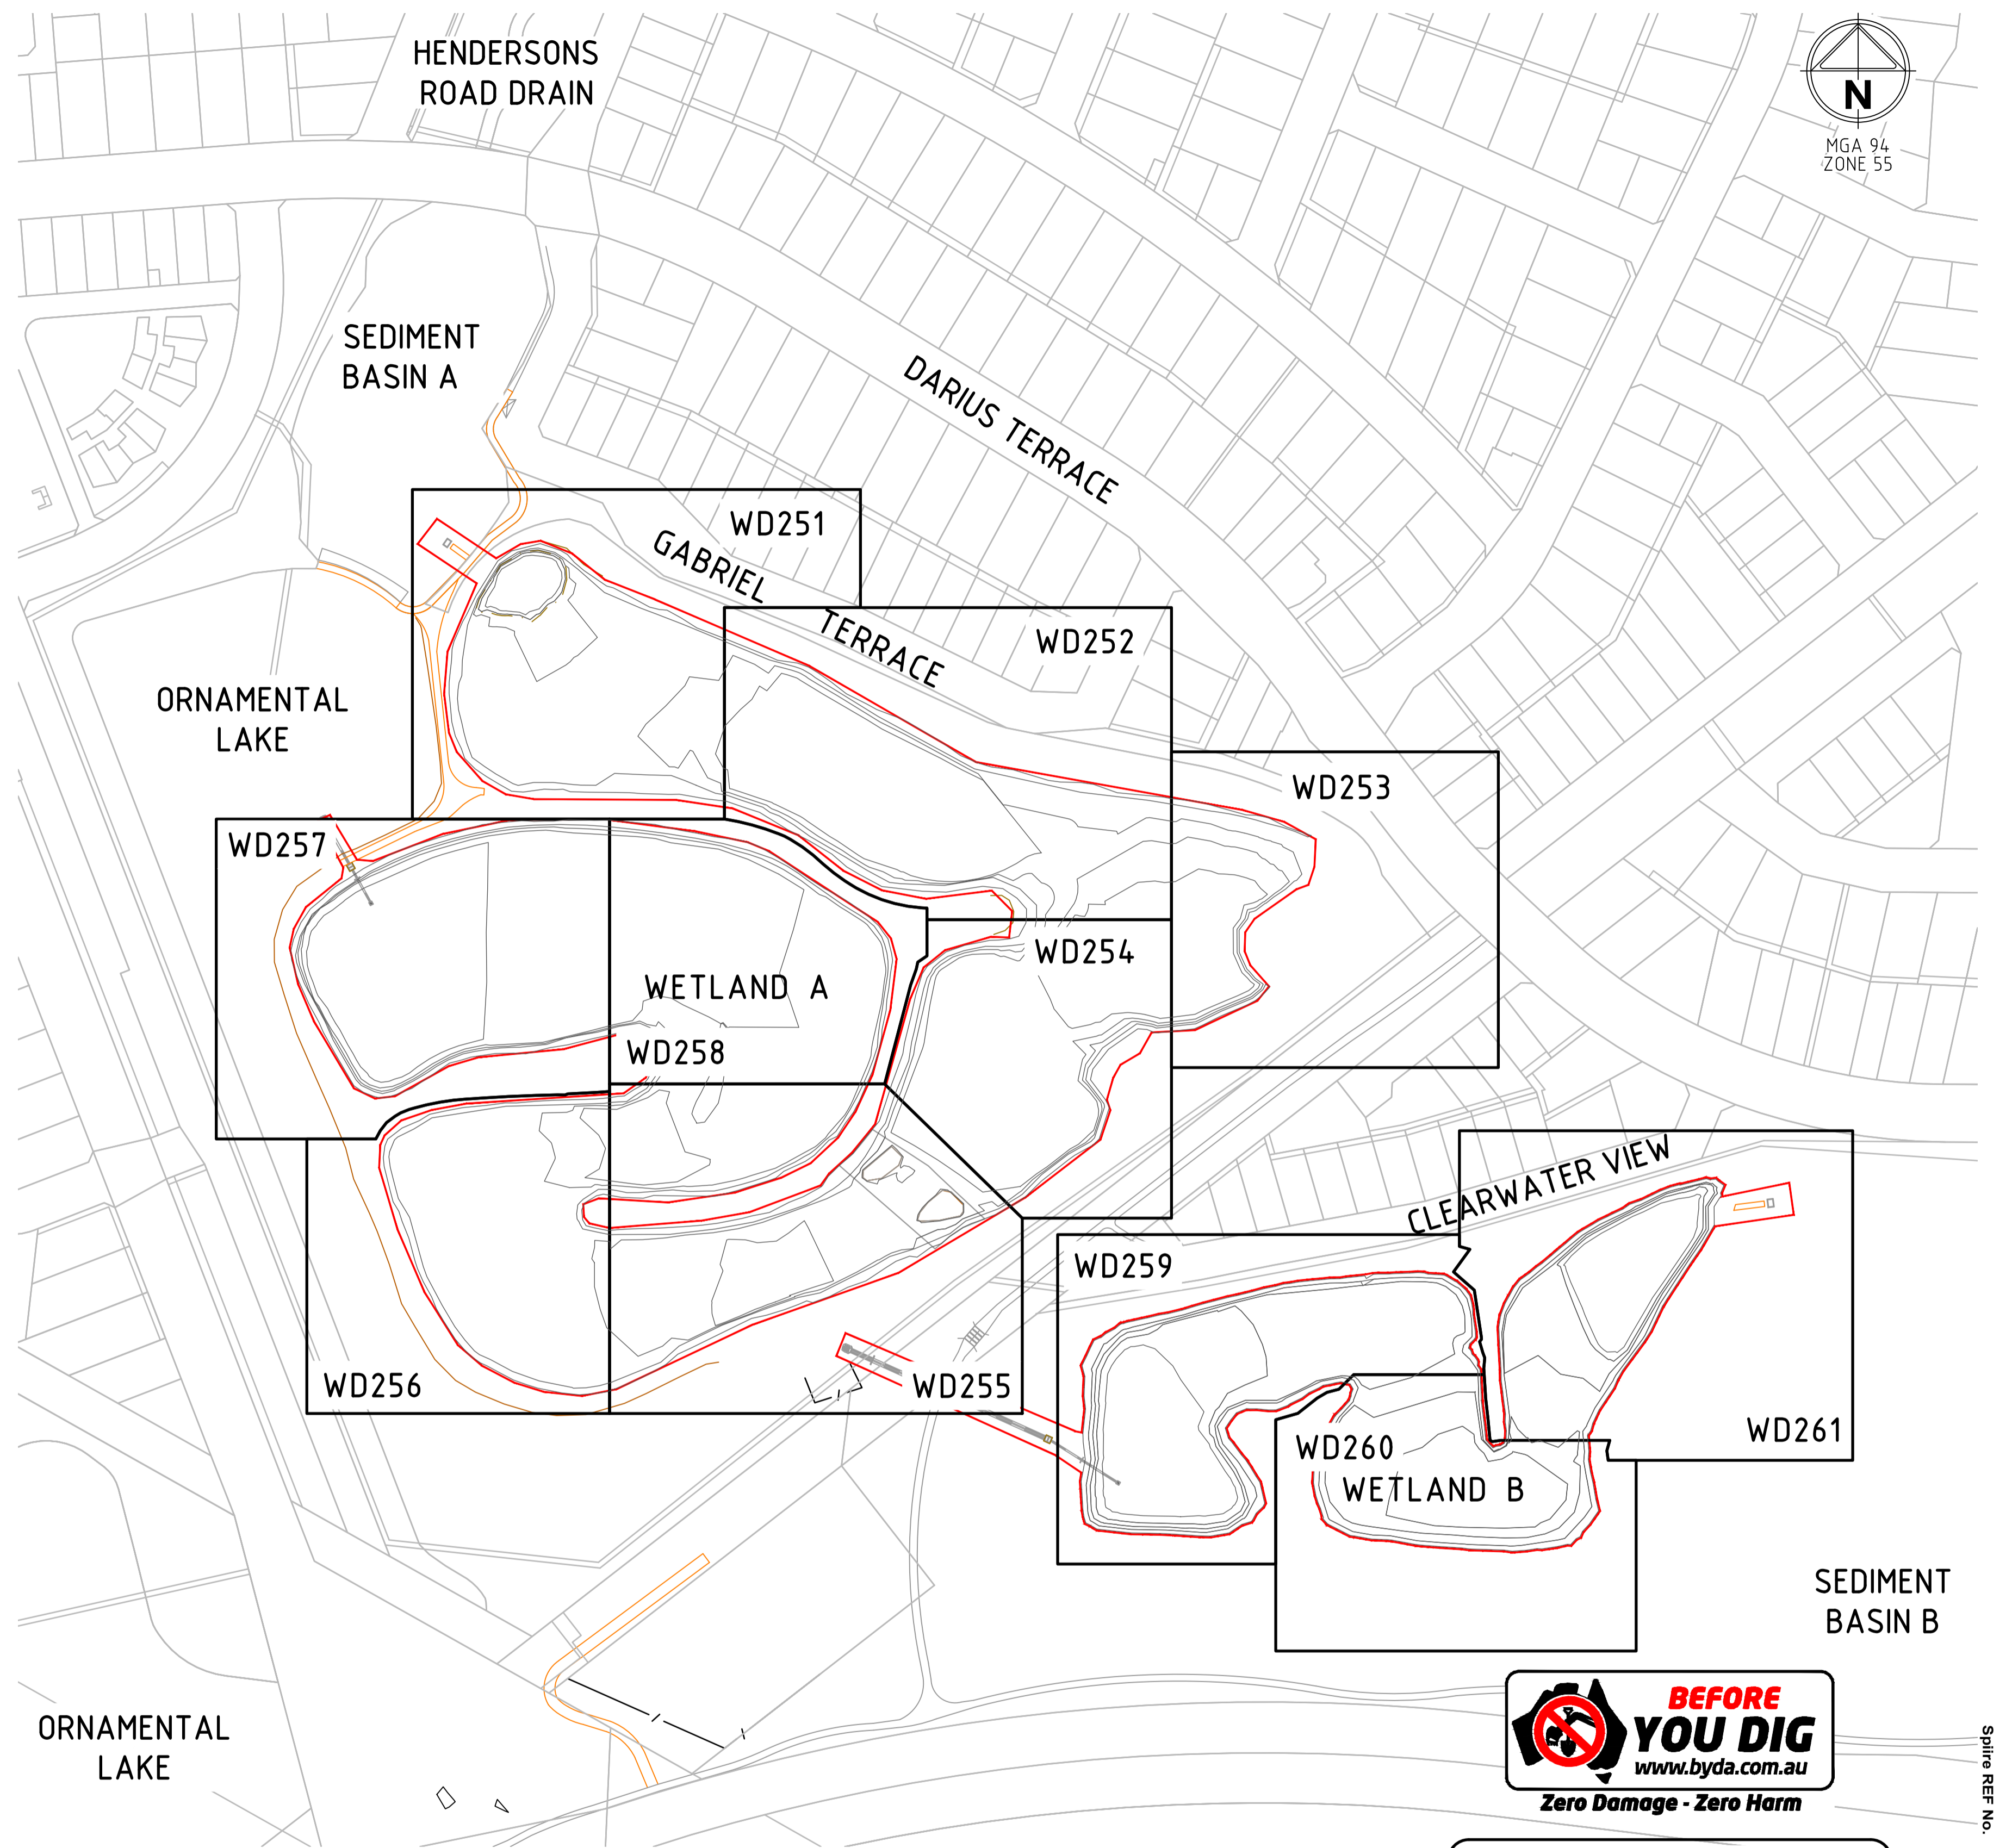 HENDERSONS
ROAD DRAIN
N
MGA 94
ZONE 55
SEDIMENT
BASIN A
DARIUS TERRACE
WD251
GABRIEL TERRACE
WD252
ORNAMENTAL
LAKE
WD253
WD257
WD254
WETLAND A
WD258
CLEARWATER VIEW
WD259
WD256
WD255
WD261
WD260
WETLAND B
SEDIMENT
BASIN B
ORNAMENTAL
LAKE
BEFORE
YOU DIG
www.byda.com.au
Zero Damage - Zero Harm
Spiire REF No.